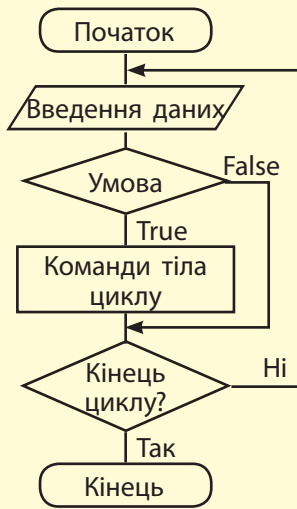 Початок
Введення даних
Умова
False
True
Команди тіла
циклу
Кінець
циклу?
Ні
Так
Кінець